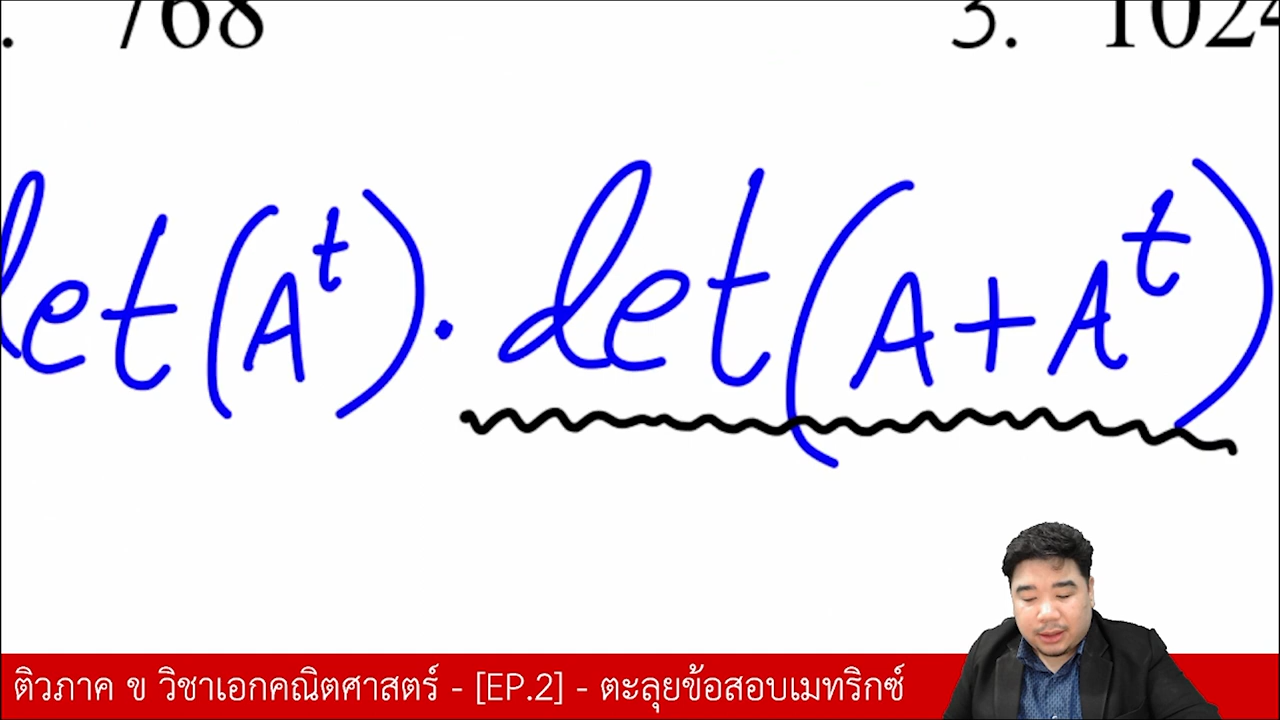 . 768 3. 1024
det(A^t) · det(A+A^t)
ติวภาค ข วิชาเอกคณิตศาสตร์ - [EP.2] - ตะลุยข้อสอบเมทริกซ์